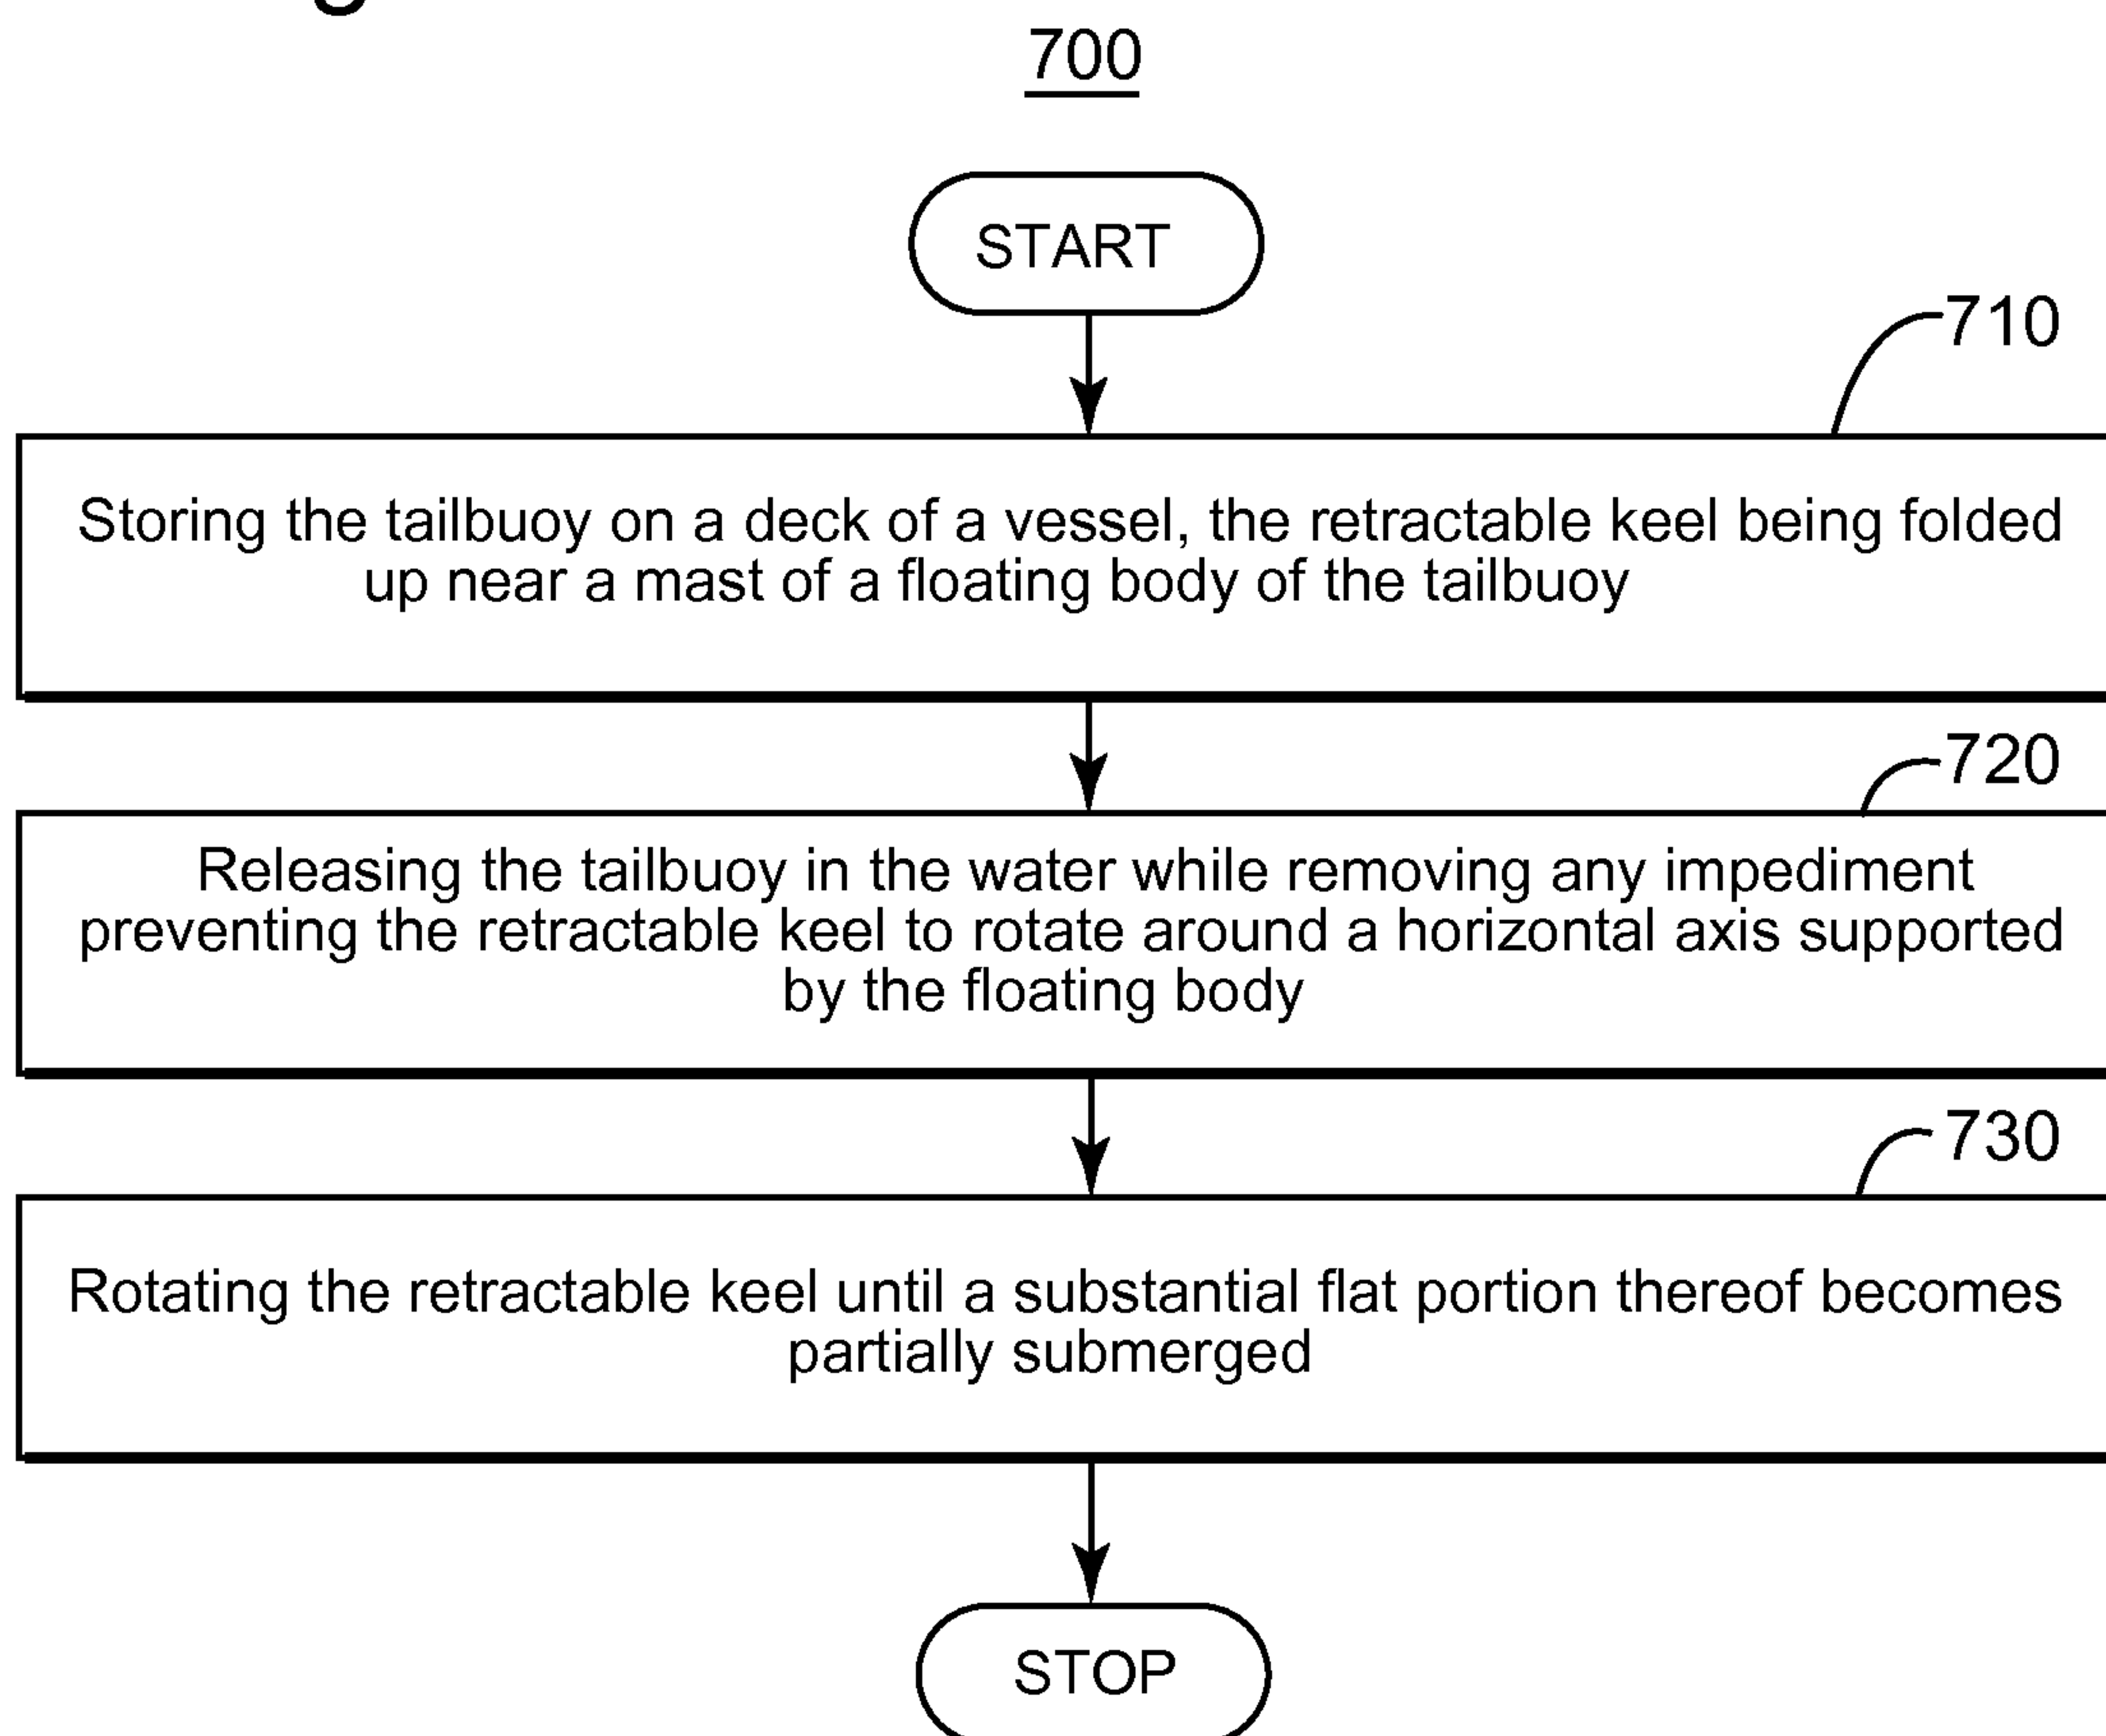 700
START
710
Storing the tailbuoy on a deck of a vessel, the retractable keel being folded
up near a mast of a floating body of the tailbuoy
720
Releasing the tailbuoy in the water while removing any impediment
preventing the retractable keel to rotate around a horizontal axis supported
by the floating body
730
Rotating the retractable keel until a substantial flat portion thereof becomes
partially submerged
STOP